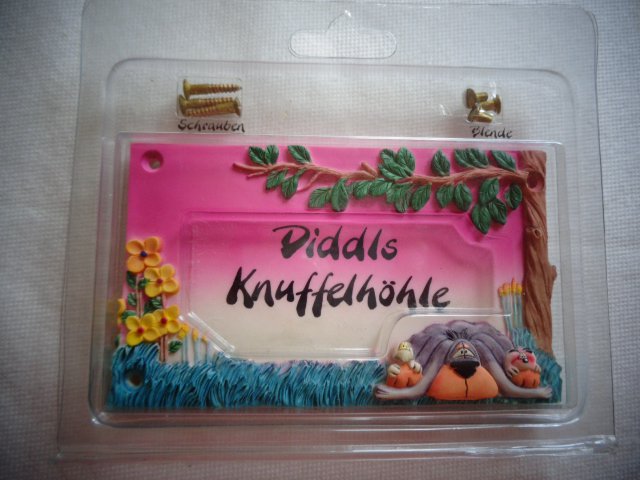 Schrauben
Blende
Diddls
Knuffelhöhle